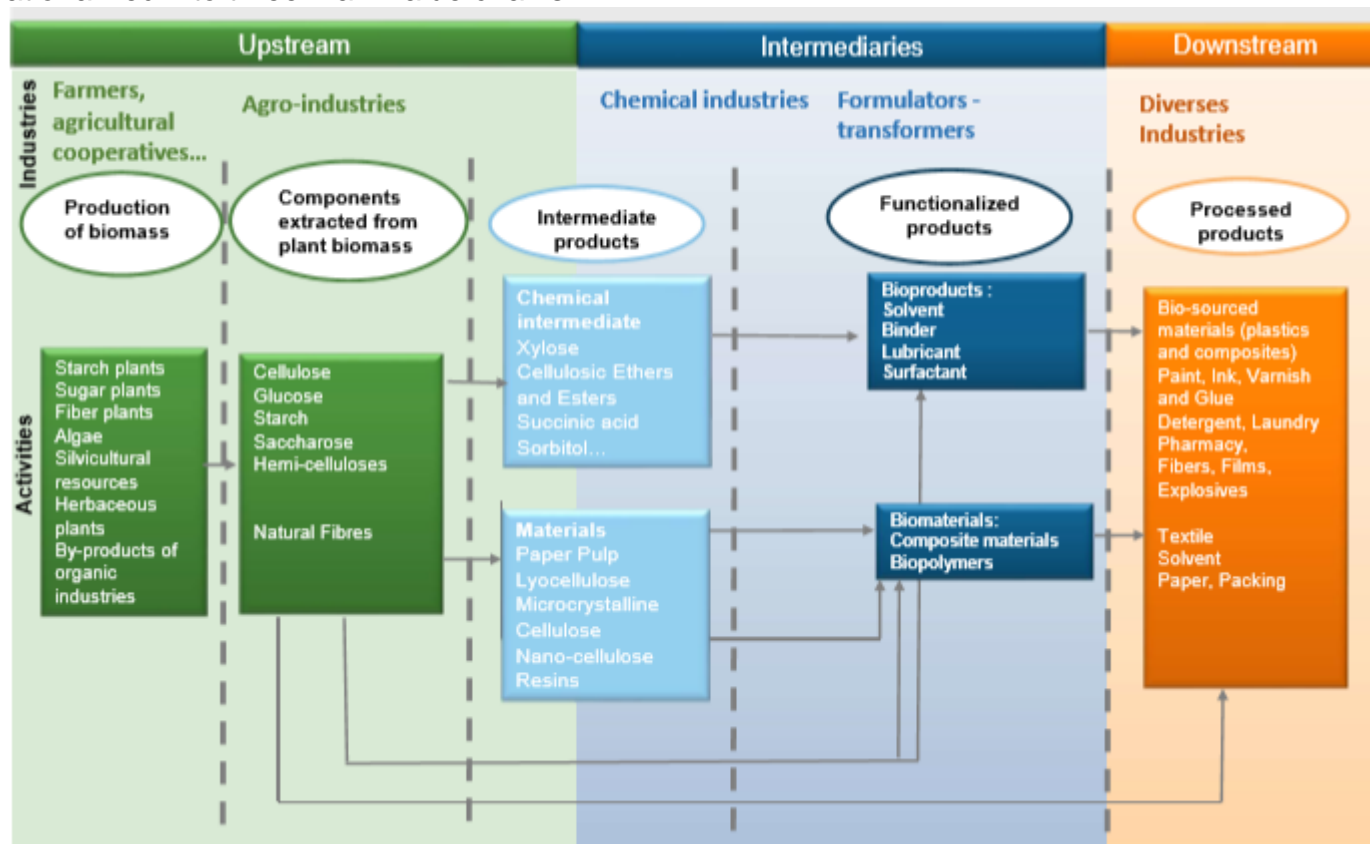 Upstream
Intermediaries
Downstream
Industries
Farmers,
agricultural
cooperatives...
Agro-industries
Chemical industries
Formulators -
transformers
Diverses
Industries
Production
of biomass
Components
extracted from
plant biomass
Intermediate
products
Functionalized
products
Processed
products
Activities
Starch plants
Sugar plants
Fiber plants
Algae
Silvicultural
resources
Herbaceous
plants
By-products of
organic
industries
Cellulose
Glucose
Starch
Saccharose
Hemi-celluloses
Natural Fibres
Chemical
intermediate
Xylose
Cellulosic Ethers
and Esters
Succinic acid
Sorbitol...
Materials
Paper Pulp
Lyocellulose
Microcrystalline
Cellulose
Nano-cellulose
Resins
Bioproducts :
Solvent
Binder
Lubricant
Surfactant
Biomaterials:
Composite materials
Biopolymers
Bio-sourced
materials (plastics
and composites)
Paint, Ink, Varnish
and Glue
Detergent, Laundry
Pharmacy,
Fibers, Films,
Explosives
Textile
Solvent
Paper, Packing